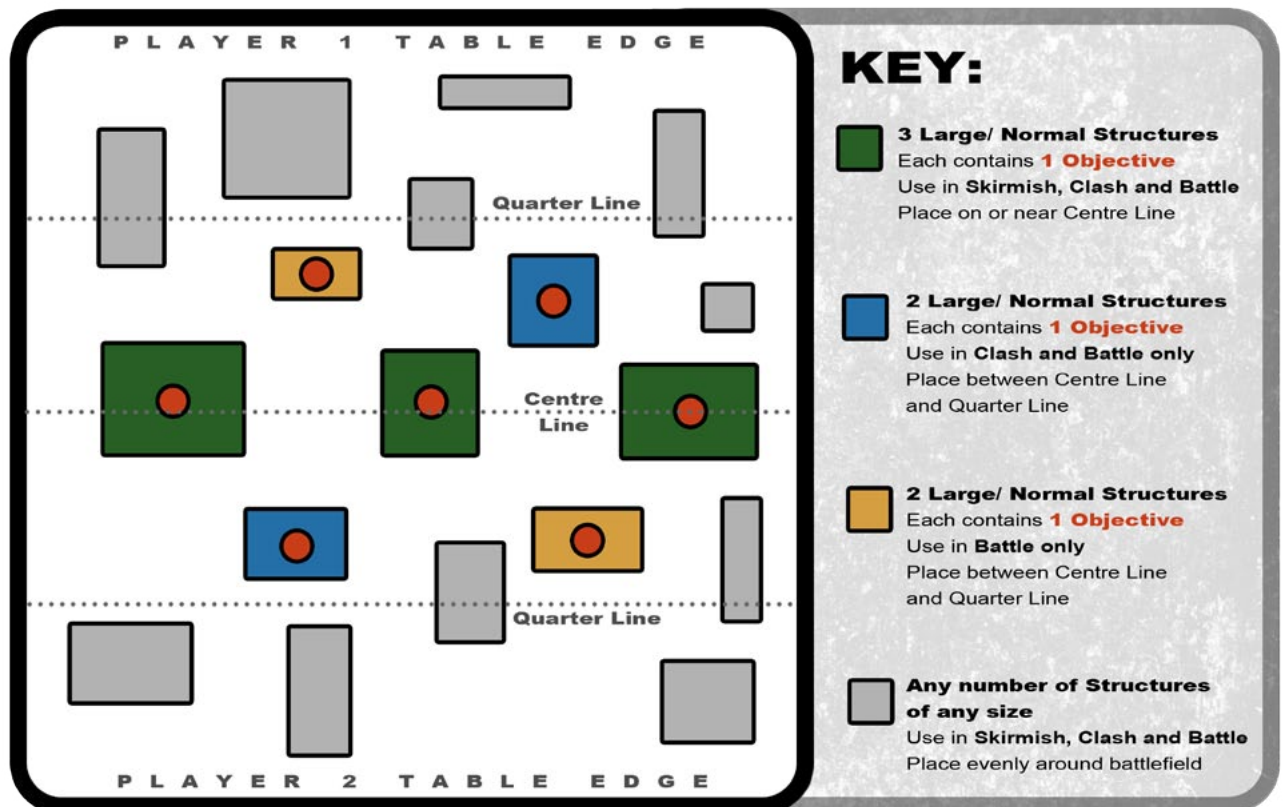 PLAYER 1 TABLE EDGE
Quarter Line
Centre
Line
Quarter Line
PLAYER 2 TABLE EDGE
KEY:
3 Large/ Normal Structures
Each contains 1 Objective
Use in Skirmish, Clash and Battle
Place on or near Centre Line
2 Large/ Normal Structures
Each contains 1 Objective
Use in Clash and Battle only
Place between Centre Line
and Quarter Line
2 Large/ Normal Structures
Each contains 1 Objective
Use in Battle only
Place between Centre Line
and Quarter Line
Any number of Structures
of any size
Use in Skirmish, Clash and Battle
Place evenly around battlefield